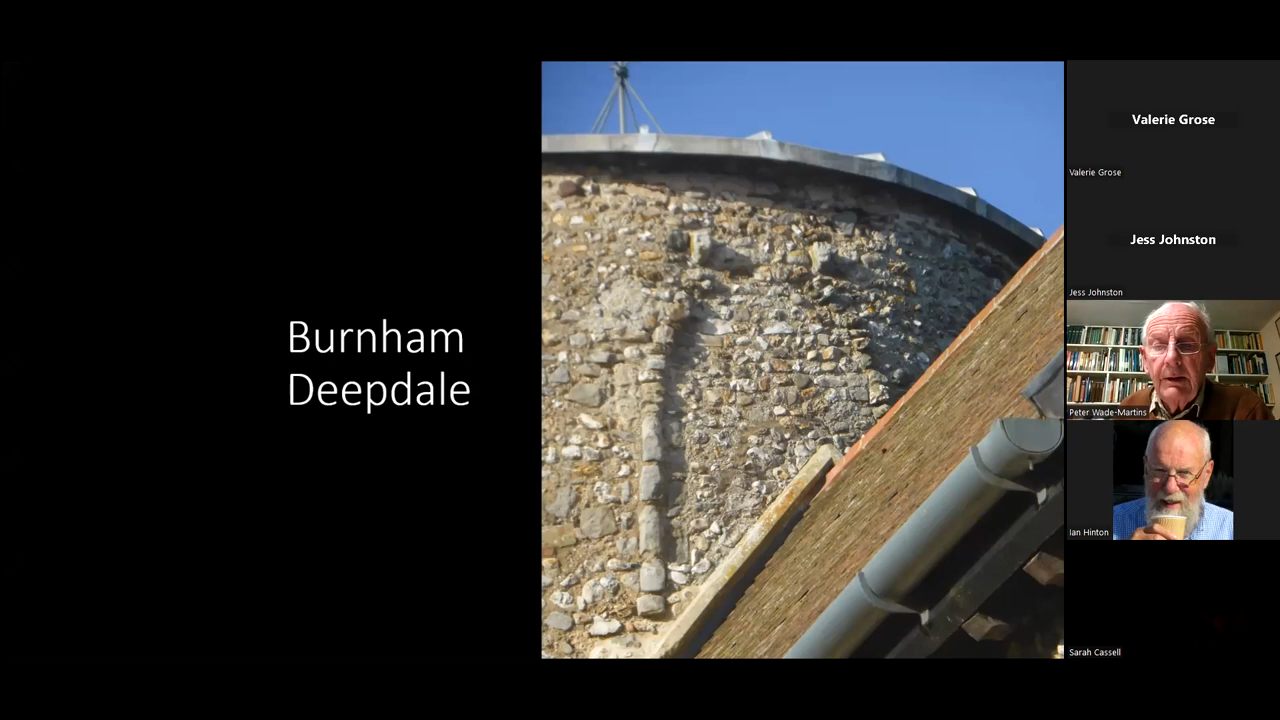 Burnham
Deepdale
Valerie Grose
Valerie Grose
Jess Johnston
Jess Johnston
Peter Wade-Martins
Ian Hinton
Sarah Cassell